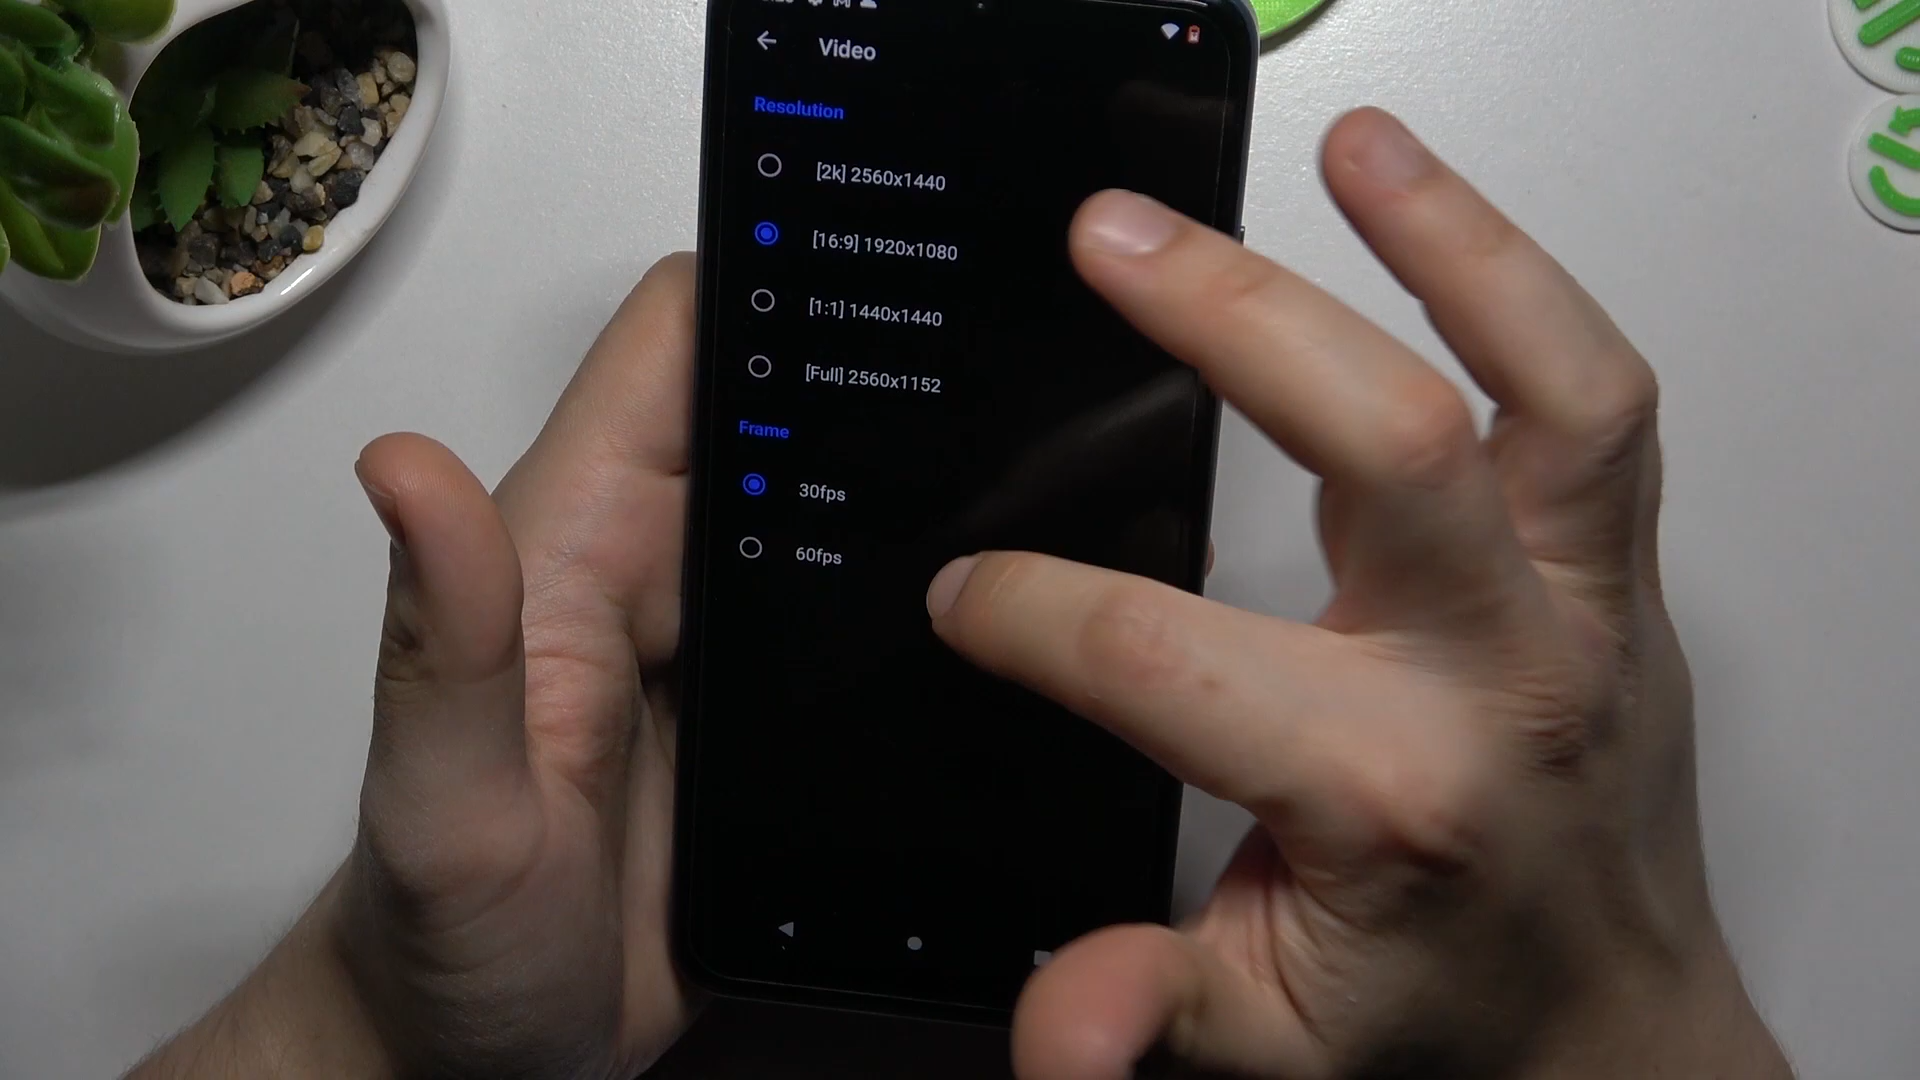 Video
Resolution
[2k] 2560x1440
[16:9] 1920x1080
[1:1] 1440x1440
[Full] 2560x1152
Frame
30fps
60fps